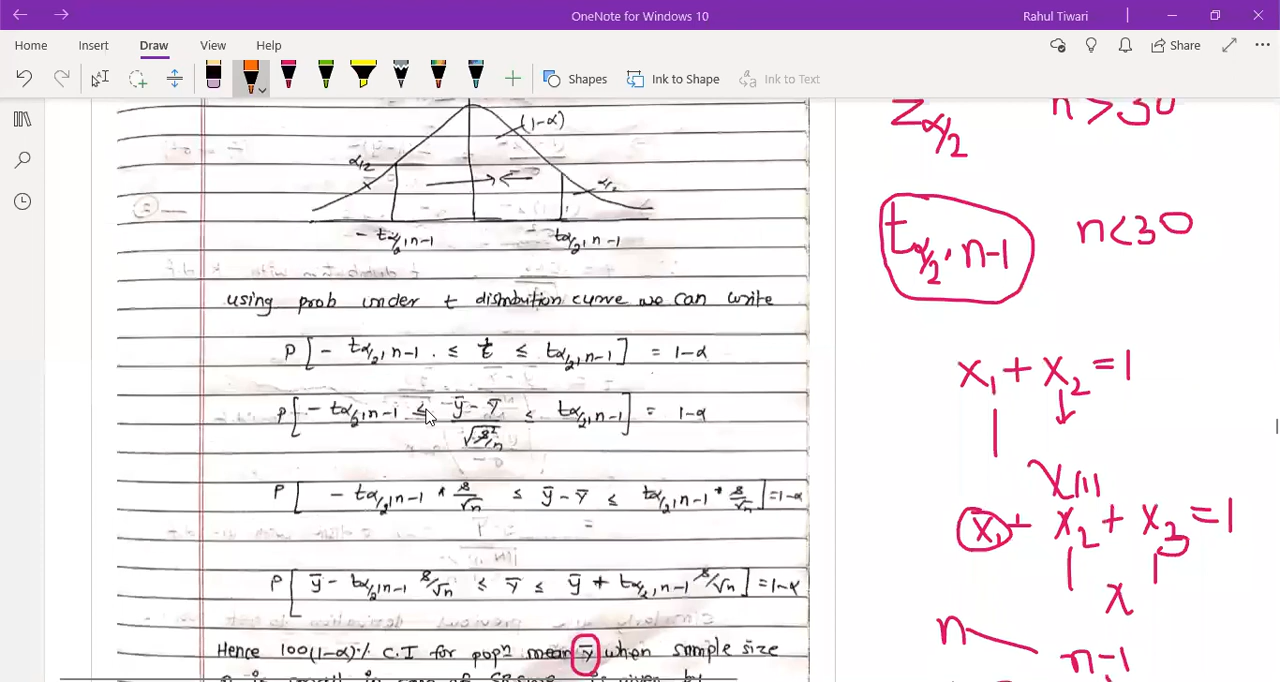 OneNote for Windows 10
Rahul Tiwari
Home Insert Draw View Help
Share
Shapes
Ink to Shape
Ink to Text
(1-α)
α/2
α/2
- tα/2, n-1
tα/2, n-1
using prob under t distribution curve we can write
P[- tα/2, n-1 ≤ t ≤ tα/2, n-1] = 1-α
P[- tα/2, n-1 ≤ (ȳ - Ȳ)/√(s²/n) ≤ tα/2, n-1] = 1-α
P[- tα/2, n-1 * s/√n ≤ ȳ - Ȳ ≤ tα/2, n-1 * s/√n] = 1-α
P[ȳ - tα/2, n-1 s/√n ≤ Ȳ ≤ ȳ + tα/2, n-1 s/√n] = 1-α
Hence 100(1-α)% C.I for popⁿ mean Ȳ when sample size
Zα/2 n>30
tα/2, n-1 n<30
x₁ + x₂ = 1
x₁ + x₂ + x₃ = 1
x
n
n-1